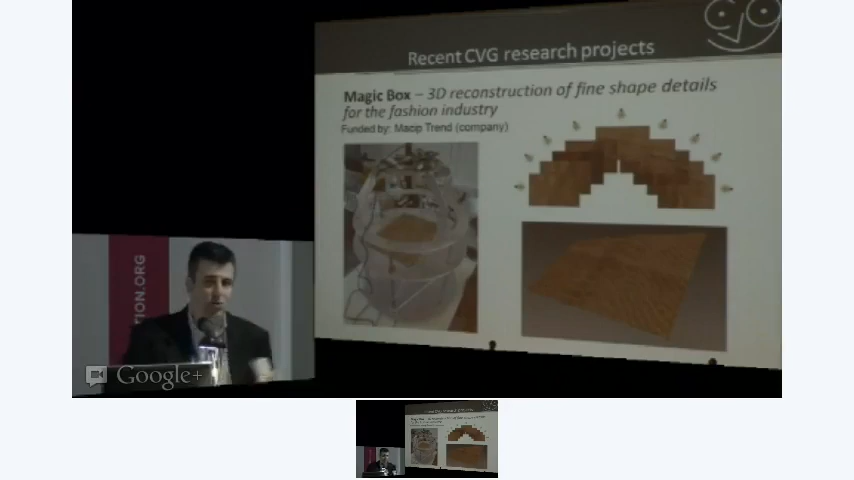 Recent CVG research projects
Magic Box – 3D reconstruction of fine shape details
for the fashion industry
Funded by: Macip Trend (company)
TION.ORG
Google+